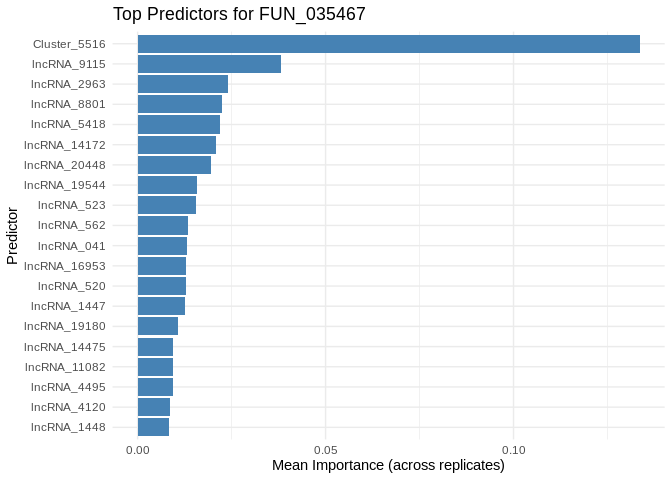 Top Predictors for FUN_035467
Predictor
Cluster_5516
lncRNA_9115
lncRNA_2963
lncRNA_8801
lncRNA_5418
lncRNA_14172
lncRNA_20448
lncRNA_19544
lncRNA_523
lncRNA_562
lncRNA_041
lncRNA_16953
lncRNA_520
lncRNA_1447
lncRNA_19180
lncRNA_14475
lncRNA_11082
lncRNA_4495
lncRNA_4120
lncRNA_1448
0.00 0.05 0.10
Mean Importance (across replicates)